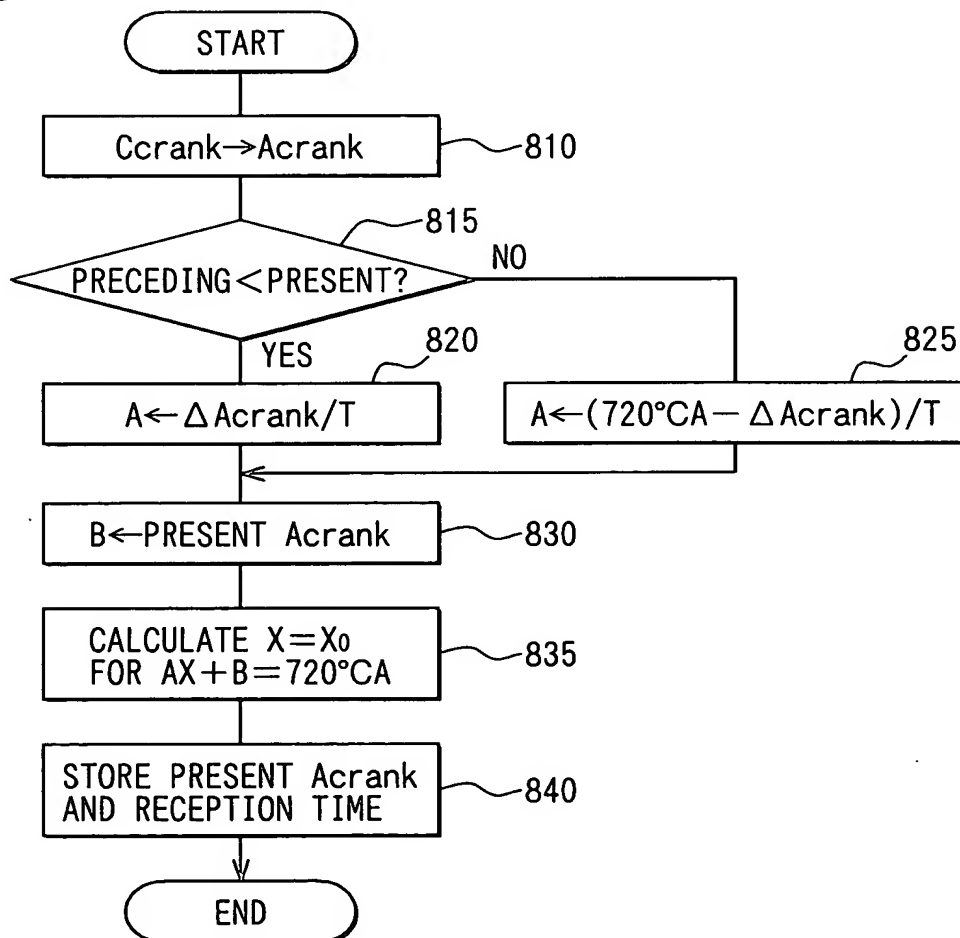 START
Ccrank→Acrank
810
815
PRECEDING<PRESENT?
NO
YES
820
A←ΔAcrank/T
825
A←(720°CA−ΔAcrank)/T
B←PRESENT Acrank
830
CALCULATE X=X₀
FOR AX+B=720°CA
835
STORE PRESENT Acrank
AND RECEPTION TIME
840
END